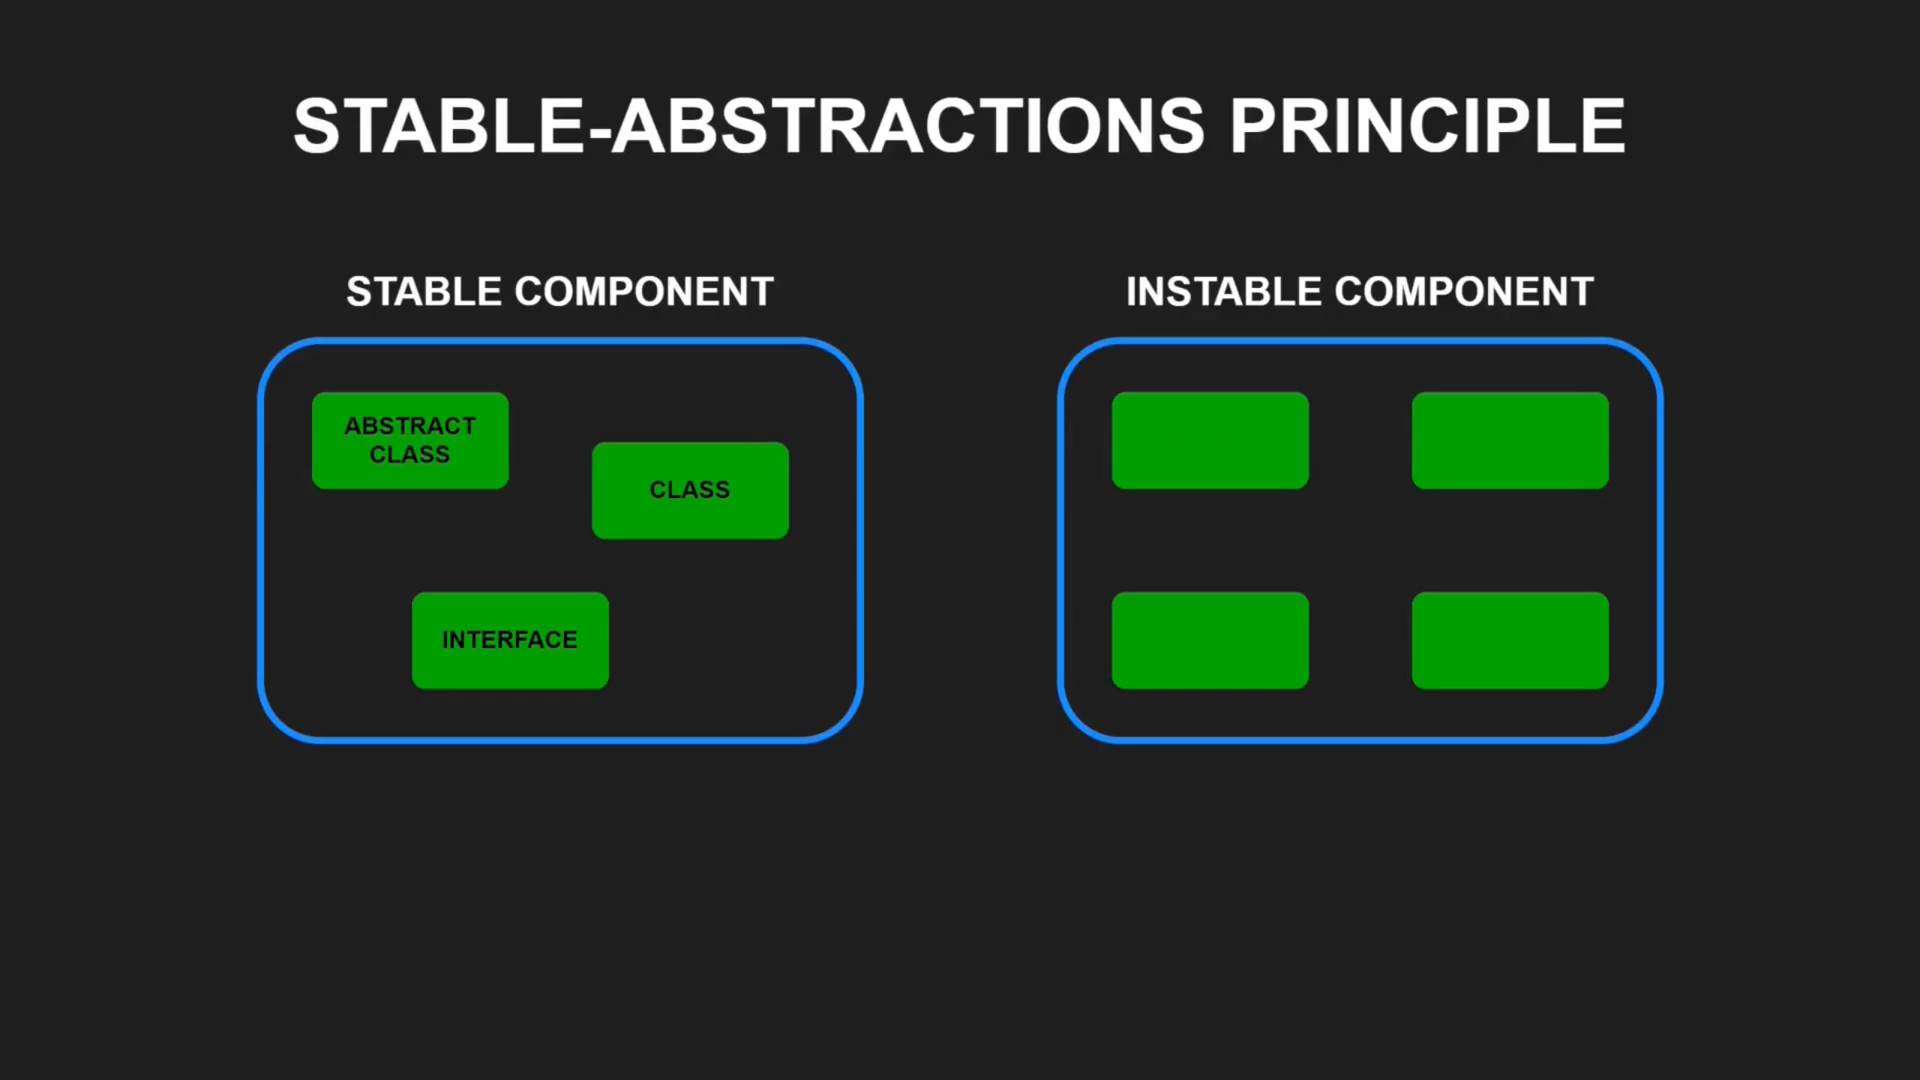 STABLE-ABSTRACTIONS PRINCIPLE
STABLE COMPONENT
ABSTRACT
CLASS
CLASS
INTERFACE
INSTABLE COMPONENT